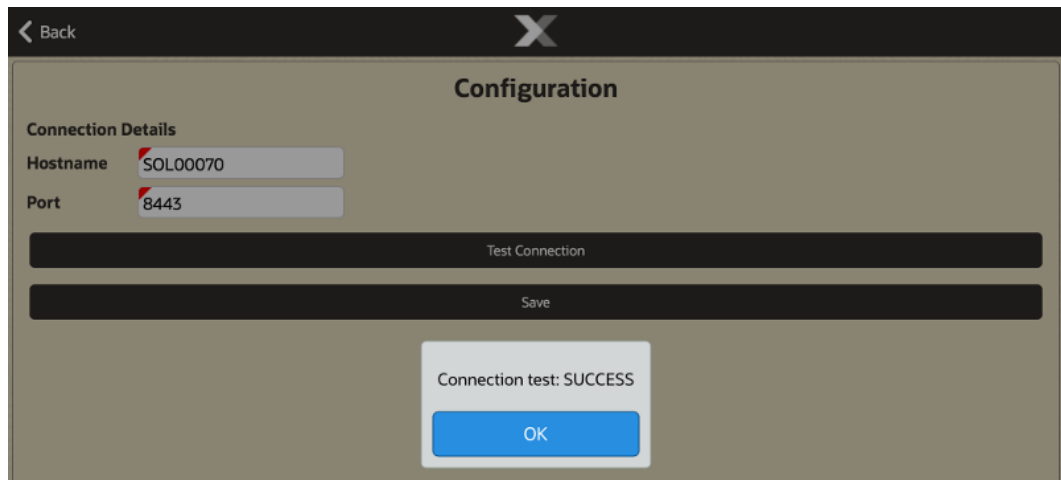 Back
Configuration
Connection Details
Hostname SOL00070
Port 8443
Test Connection
Save
Connection test: SUCCESS
OK